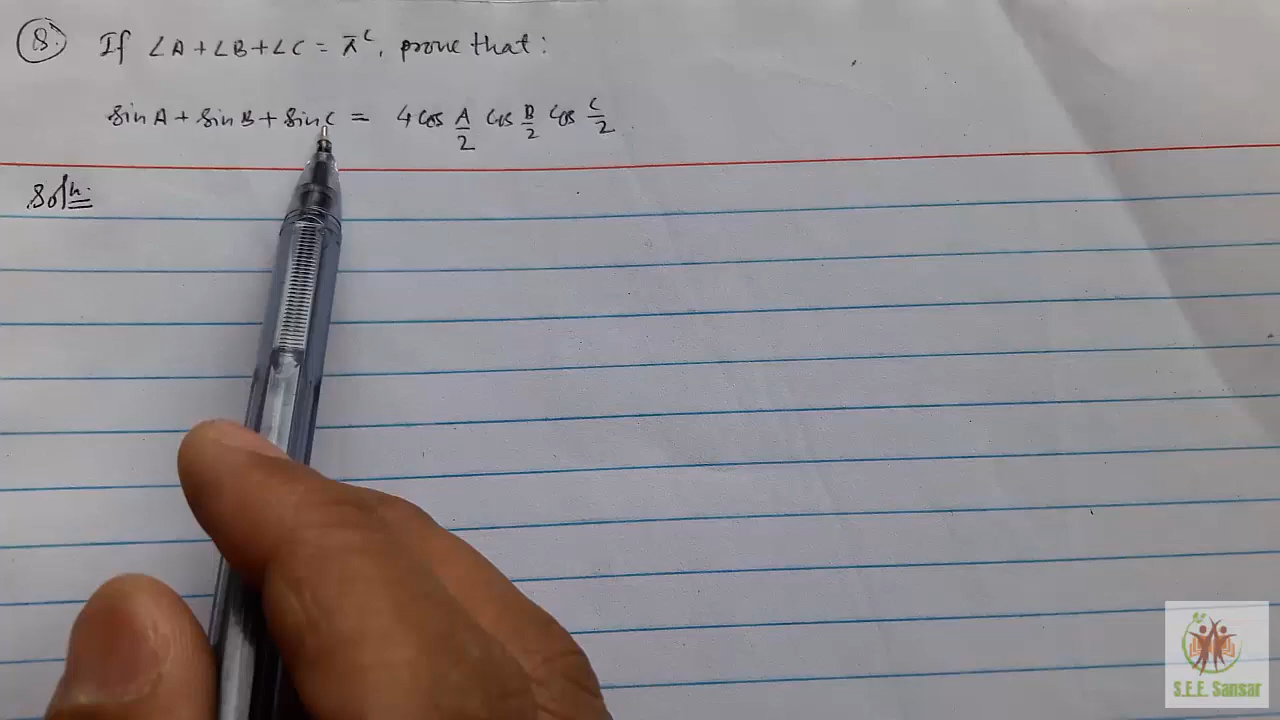 8. If ∠A + ∠B + ∠C = π^c, prove that:
sin A + sin B + sin C = 4 cos A/2 cos B/2 cos C/2
Soln:
S.E.E. Sansar